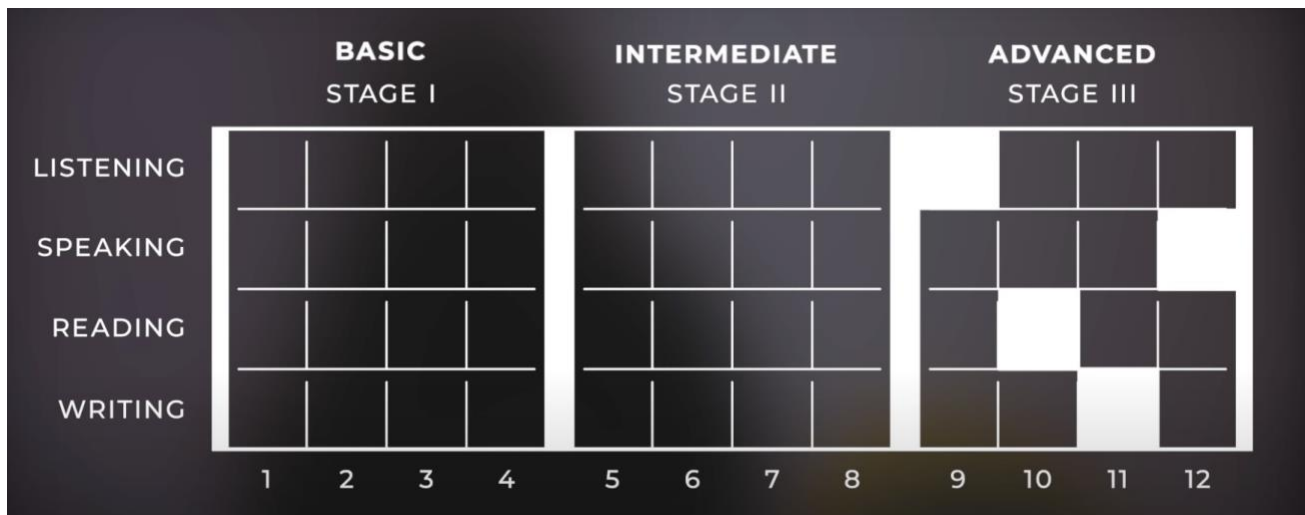 BASIC INTERMEDIATE ADVANCED
STAGE I STAGE II STAGE III
LISTENING
SPEAKING
READING
WRITING
1 2 3 4 5 6 7 8 9 10 11 12